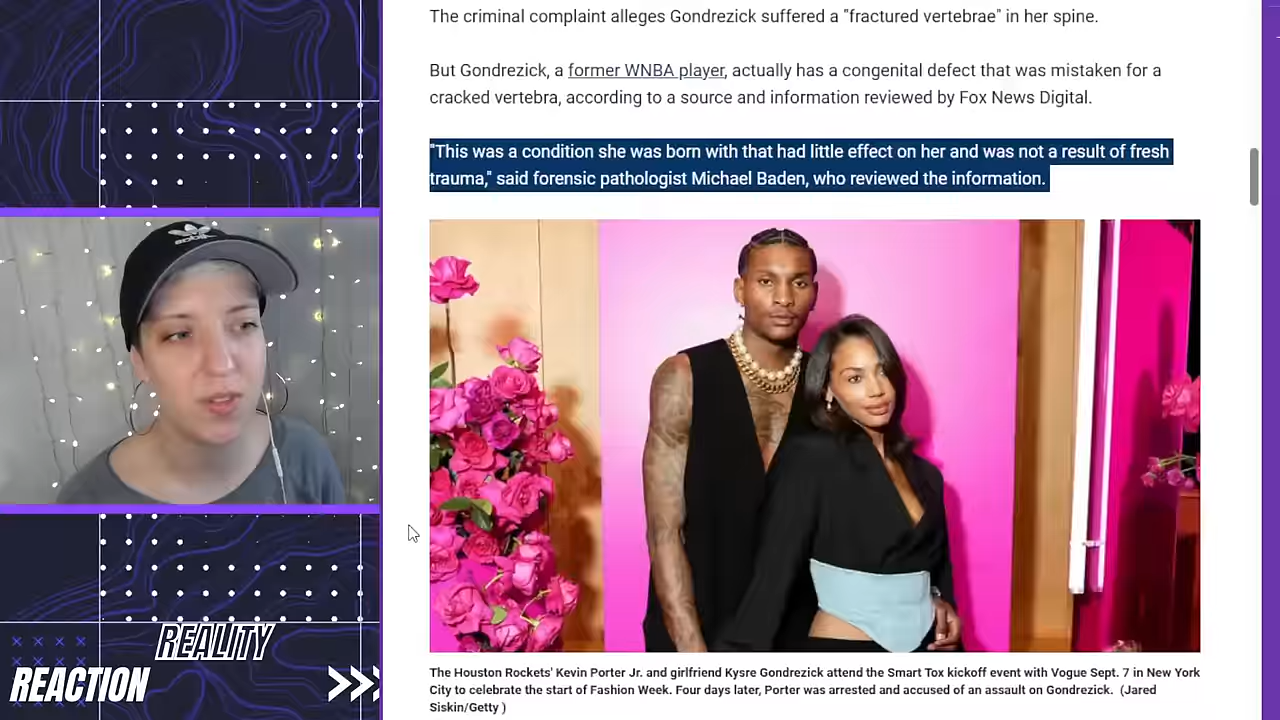 The criminal complaint alleges Gondrezick suffered a "fractured vertebrae" in her spine.
But Gondrezick, a former WNBA player, actually has a congenital defect that was mistaken for a
cracked vertebra, according to a source and information reviewed by Fox News Digital.
"This was a condition she was born with that had little effect on her and was not a result of fresh
trauma," said forensic pathologist Michael Baden, who reviewed the information.
The Houston Rockets' Kevin Porter Jr. and girlfriend Kysre Gondrezick attend the Smart Tox kickoff event with Vogue Sept. 7 in New York
City to celebrate the start of Fashion Week. Four days later, Porter was arrested and accused of an assault on Gondrezick. (Jared
Siskin/Getty )
REALITY
REACTION